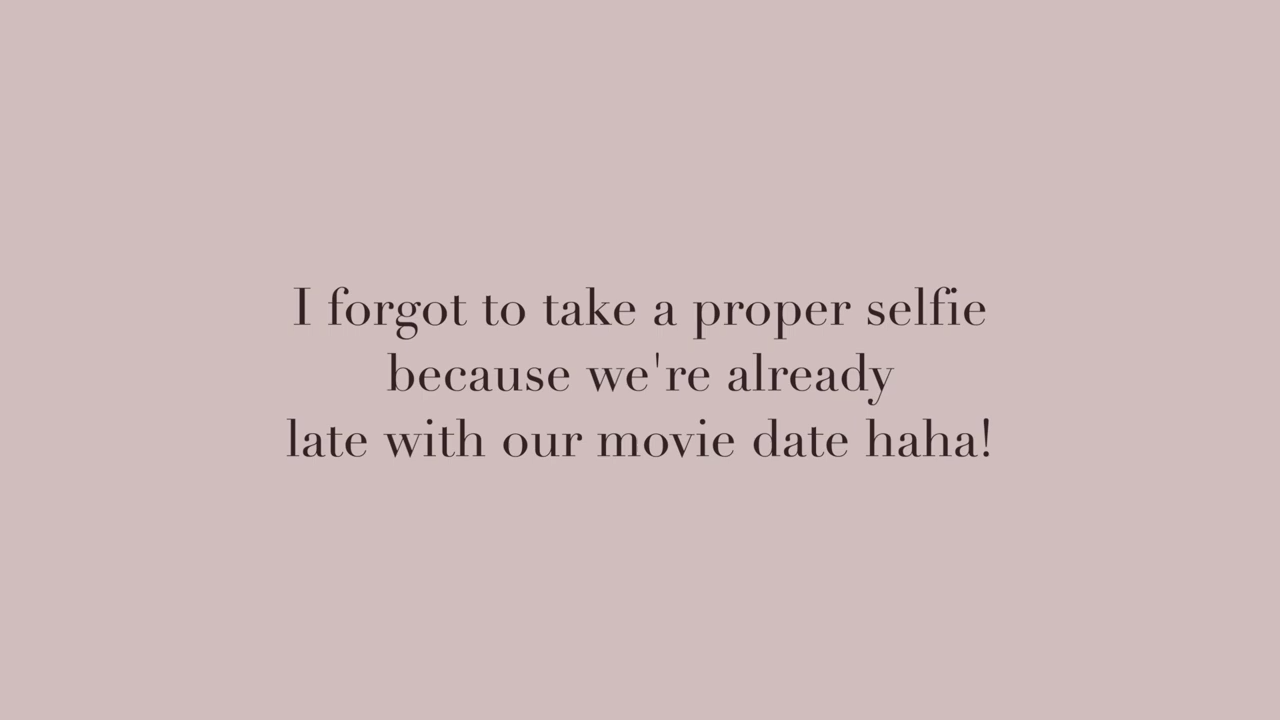 I forgot to take a proper selfie
because we're already
late with our movie date haha!